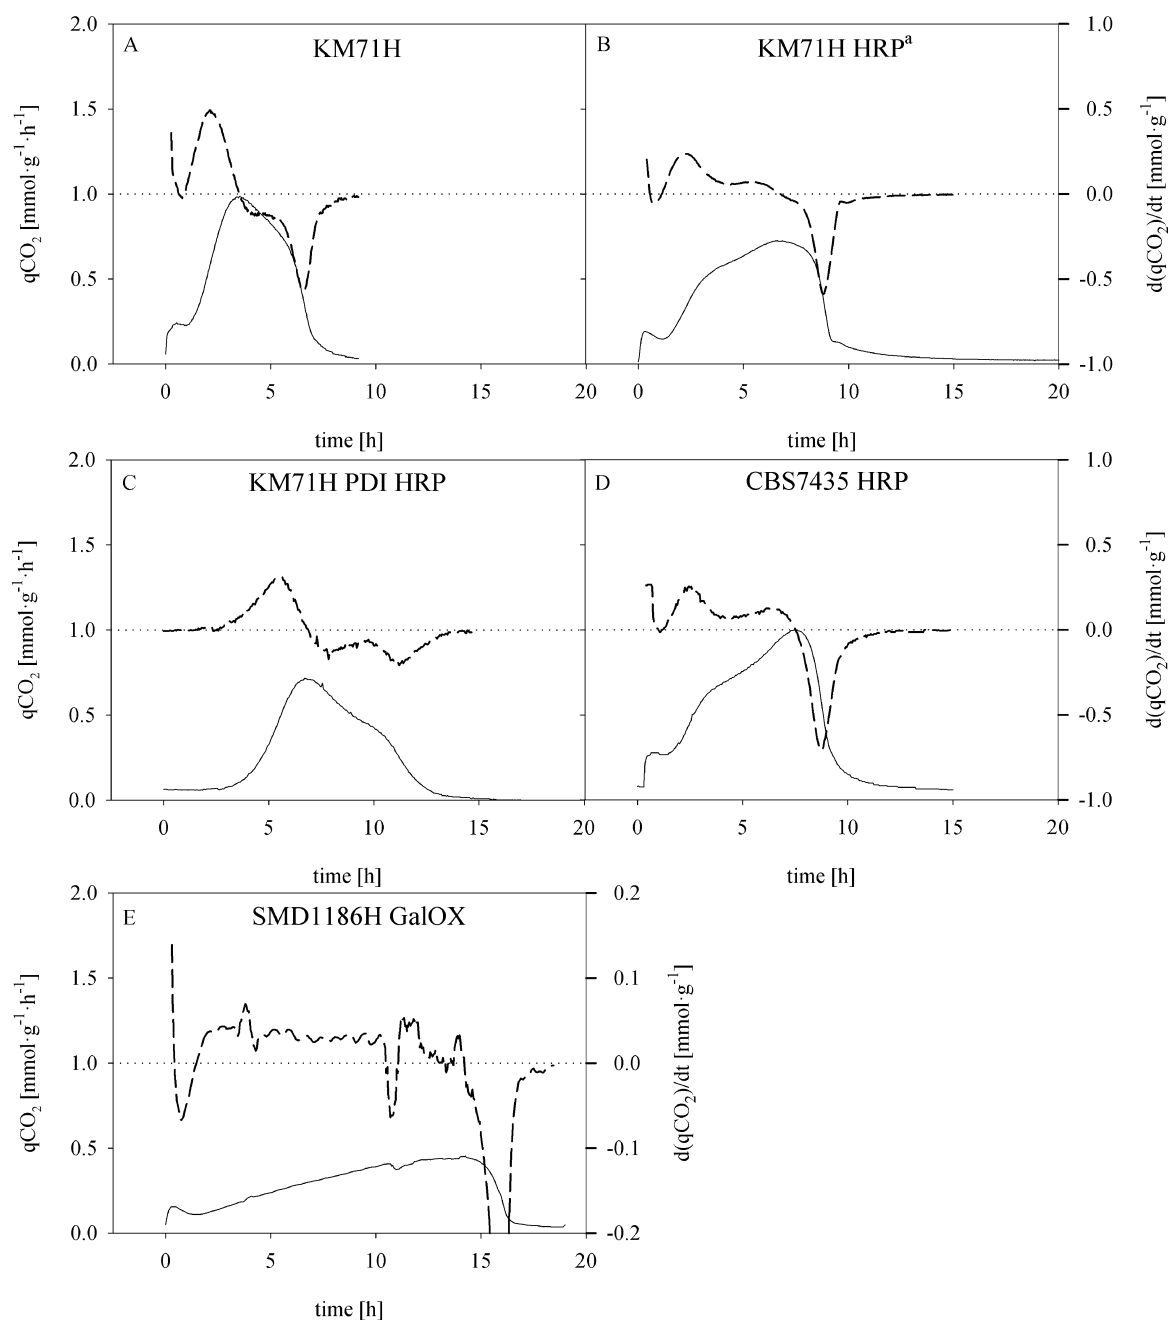 A
KM71H
B
KM71H HRPª
2.0
1.5
1.0
0.5
0.0
qCO₂ [mmol·g⁻¹·h⁻¹]
1.0
0.5
0.0
-0.5
-1.0
d(qCO₂)/dt [mmol·g⁻¹]
0 5 10 15 20
0 5 10 15 20
time [h]
time [h]
C
KM71H PDI HRP
D
CBS7435 HRP
2.0
1.5
1.0
0.5
0.0
qCO₂ [mmol·g⁻¹·h⁻¹]
1.0
0.5
0.0
-0.5
-1.0
d(qCO₂)/dt [mmol·g⁻¹]
0 5 10 15 20
0 5 10 15 20
time [h]
time [h]
E
SMD1186H GalOX
2.0
1.5
1.0
0.5
0.0
qCO₂ [mmol·g⁻¹·h⁻¹]
0.2
0.1
0.0
-0.1
-0.2
d(qCO₂)/dt [mmol·g⁻¹]
0 5 10 15 20
time [h]